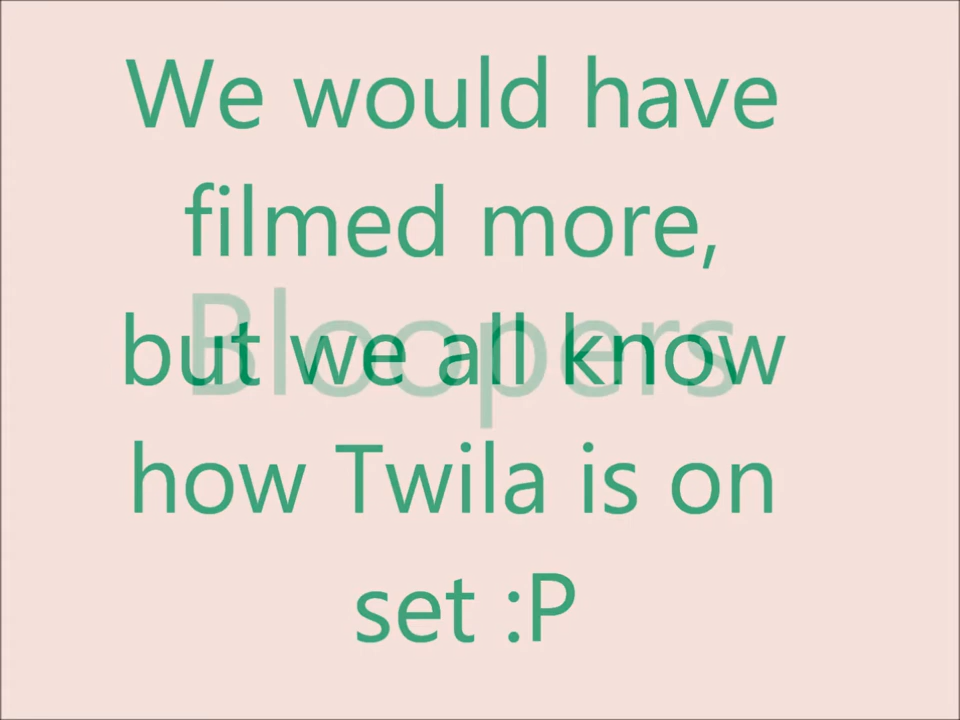 We would have
filmed more,
but we all know
Bloopers
how Twila is on
set :P